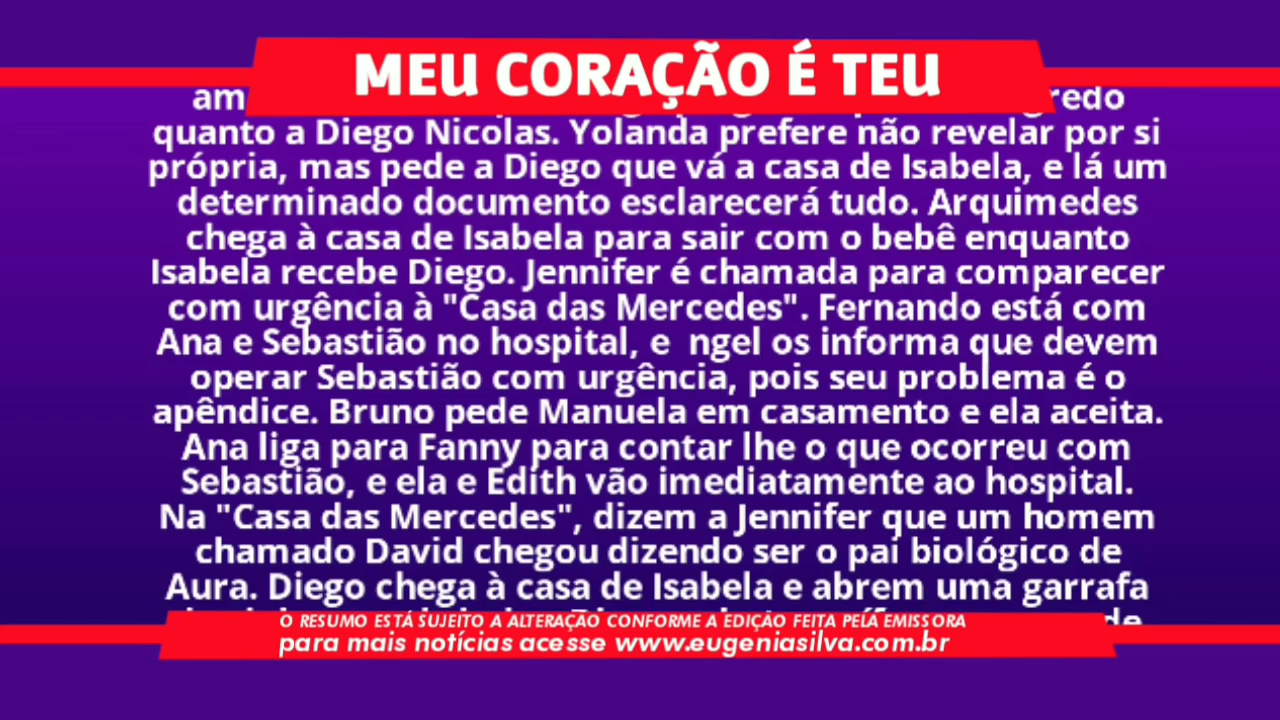 MEU CORAÇÃO É TEU
quanto a Diego Nicolas. Yolanda prefere não revelar por si
própria, mas pede a Diego que vá a casa de Isabela, e lá um
determinado documento esclarecerá tudo. Arquimedes
chega à casa de Isabela para sair com o bebê enquanto
Isabela recebe Diego. Jennifer é chamada para comparecer
com urgência à "Casa das Mercedes". Fernando está com
Ana e Sebastião no hospital, e  ngel os informa que devem
operar Sebastião com urgência, pois seu problema é o
apêndice. Bruno pede Manuela em casamento e ela aceita.
Ana liga para Fanny para contar lhe o que ocorreu com
Sebastião, e ela e Edith vão imediatamente ao hospital.
Na "Casa das Mercedes", dizem a Jennifer que um homem
chamado David chegou dizendo ser o pai biológico de
Aura. Diego chega à casa de Isabela e abrem uma garrafa
de
O RESUMO ESTÁ SUJEITO A ALTERAÇÃO CONFORME A EDIÇÃO FEITA PELA EMISSORA
para mais notícias acesse www.eugeniasilva.com.br